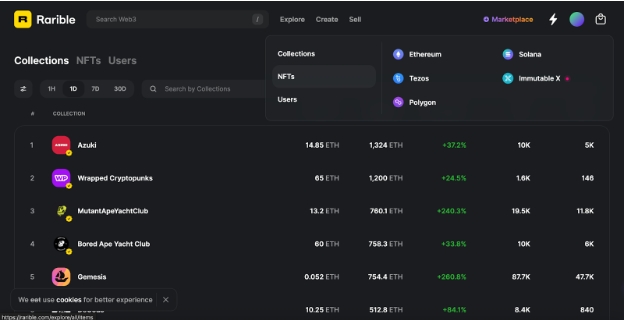 Rarible
Search Web3 /
Explore Create Sell
Marketplace
Collections
NFTs
Users
Ethereum
Solana
Tezos
Immutable X
Polygon
Collections NFTs Users
1H 1D 7D 30D
Search by Collections
# COLLECTION
1 Azuki 14.85 ETH 1,324 ETH +37.2% 10K 5K
2 Wrapped Cryptopunks 65 ETH 1,200 ETH +24.5% 1.6K 146
3 MutantApeYachtClub 13.2 ETH 760.1 ETH +240.3% 19.5K 11.8K
4 Bored Ape Yacht Club 60 ETH 758.3 ETH +33.8% 10K 6K
5 Gemesis 0.052 ETH 754.4 ETH +260.8% 87.7K 47.7K
We eet use cookies for better experience
10.25 ETH 512.8 ETH +84.1% 8.4K 840
https://rarible.com/explore/all/items